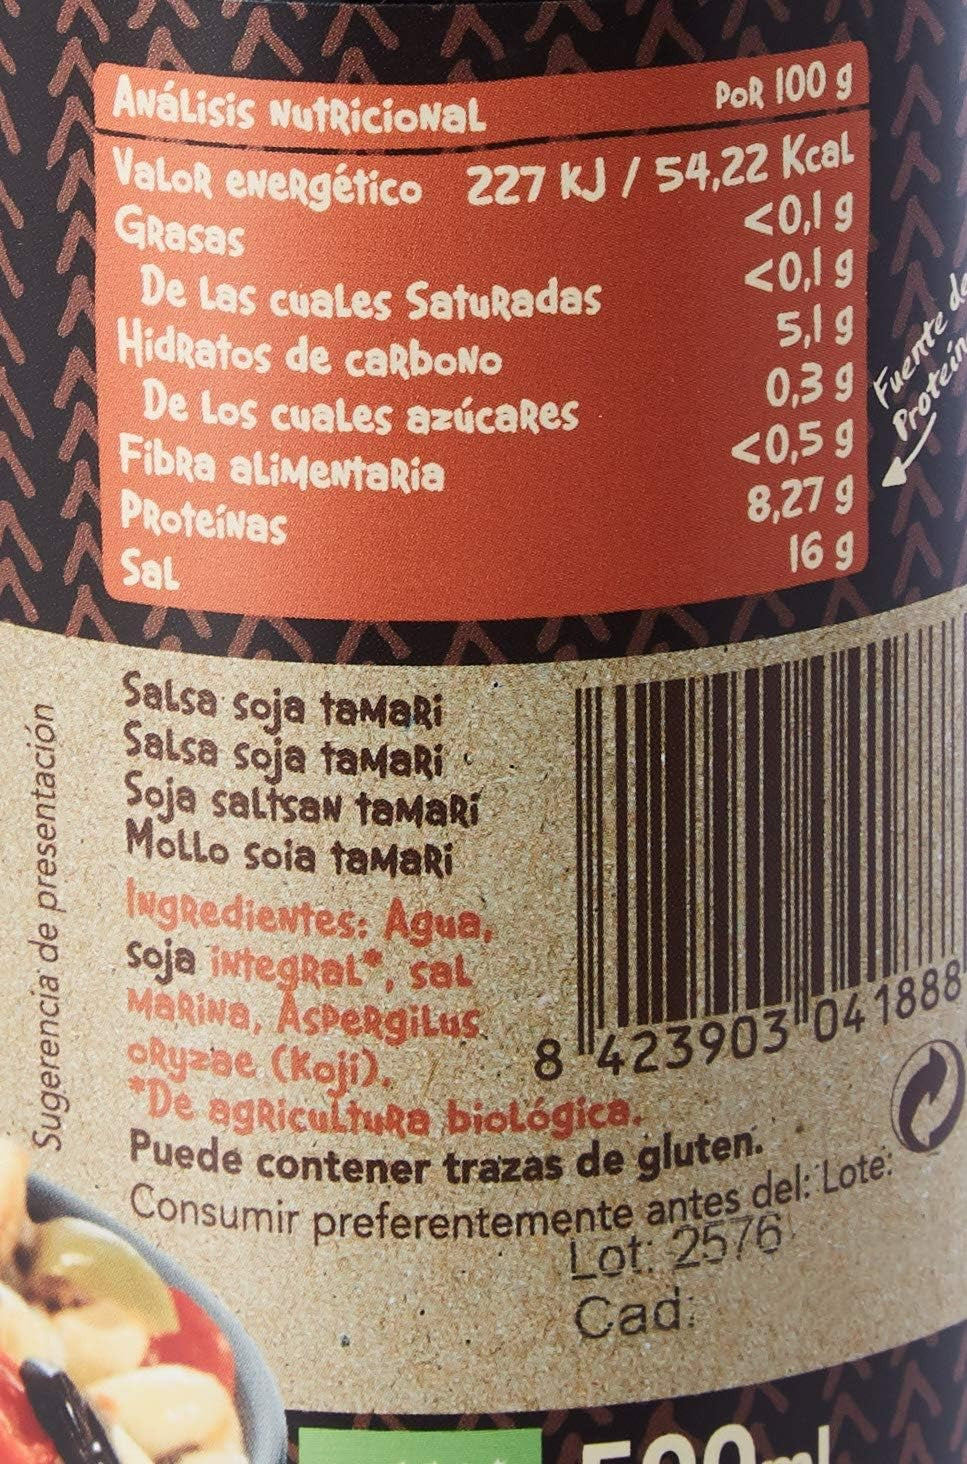 Análisis nutricional Por 100 g
Valor energético 227 KJ / 54,22 Kcal
Grasas <0,1 g
De las cuales Saturadas <0,1 g
Hidratos de carbono 5,1 g
De los cuales azúcares 0,3 g
Fibra alimentaria <0,5 g
Proteínas 8,27 g
Sal 16 g
Fuente de
Salsa soja tamari
Salsa soja tamari
Soja saltsan tamari
Mollo soia tamari
Ingredientes: Agua,
soja integral*, sal
marina, Aspergilus
oryzae (Koji).
*De agricultura biológica.
Puede contener trazas de gluten.
Consumir preferentemente antes del: Lote:
Lot: 2576
Cad:
8 423903 041888
Sugerencia de presentación
500ml